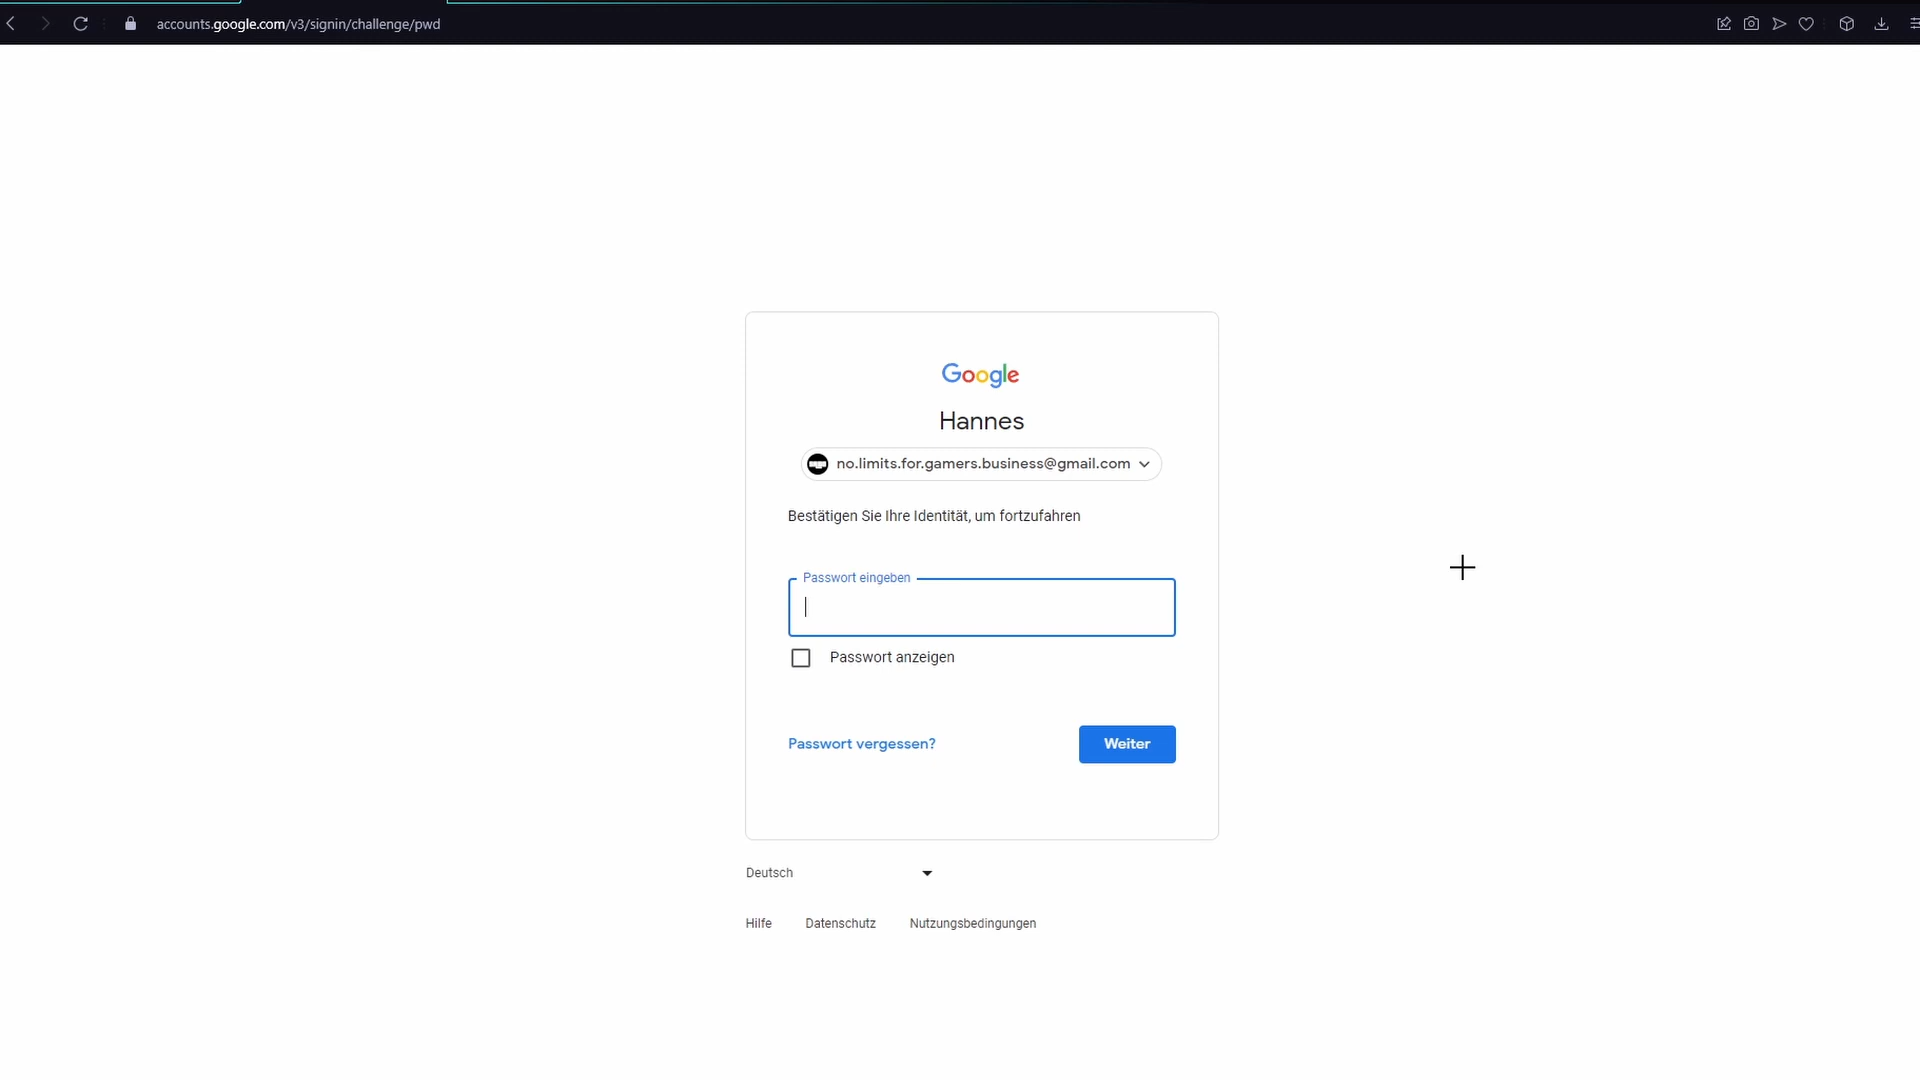 accounts.google.com/v3/signin/challenge/pwd
Google
Hannes
no.limits.for.gamers.business@gmail.com
Bestätigen Sie Ihre Identität, um fortzufahren
Passwort eingeben
Passwort anzeigen
Passwort vergessen?
Weiter
Deutsch
Hilfe Datenschutz Nutzungsbedingungen